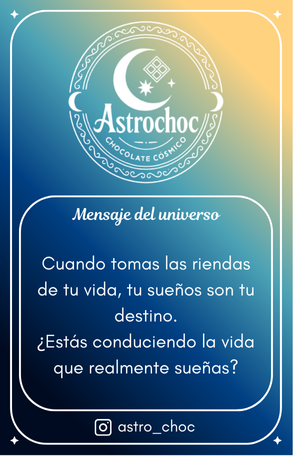 Astrochoc
CHOCOLATE CÓSMICO
Mensaje del universo
Cuando tomas las riendas
de tu vida, tu sueños son tu
destino.
¿Estás conduciendo la vida
que realmente sueñas?
astro_choc